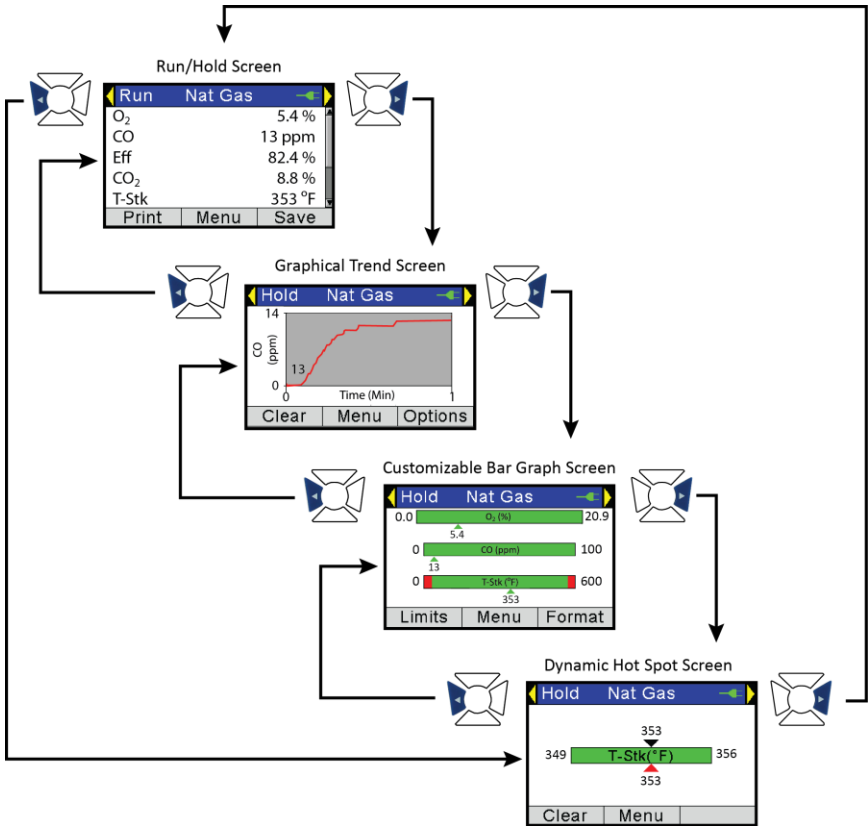 Run/Hold Screen
Run Nat Gas
O₂ 5.4 %
CO 13 ppm
Eff 82.4 %
CO₂ 8.8 %
T-Stk 353 °F
Print Menu Save
Graphical Trend Screen
Hold Nat Gas
14
CO
(ppm)
13
0
0 Time (Min) 1
Clear Menu Options
Customizable Bar Graph Screen
Hold Nat Gas
0.0 O₂ (%) 20.9
5.4
0 CO (ppm) 100
13
0 T-Stk (°F) 600
353
Limits Menu Format
Dynamic Hot Spot Screen
Hold Nat Gas
353
349 T-Stk(°F) 356
353
Clear Menu